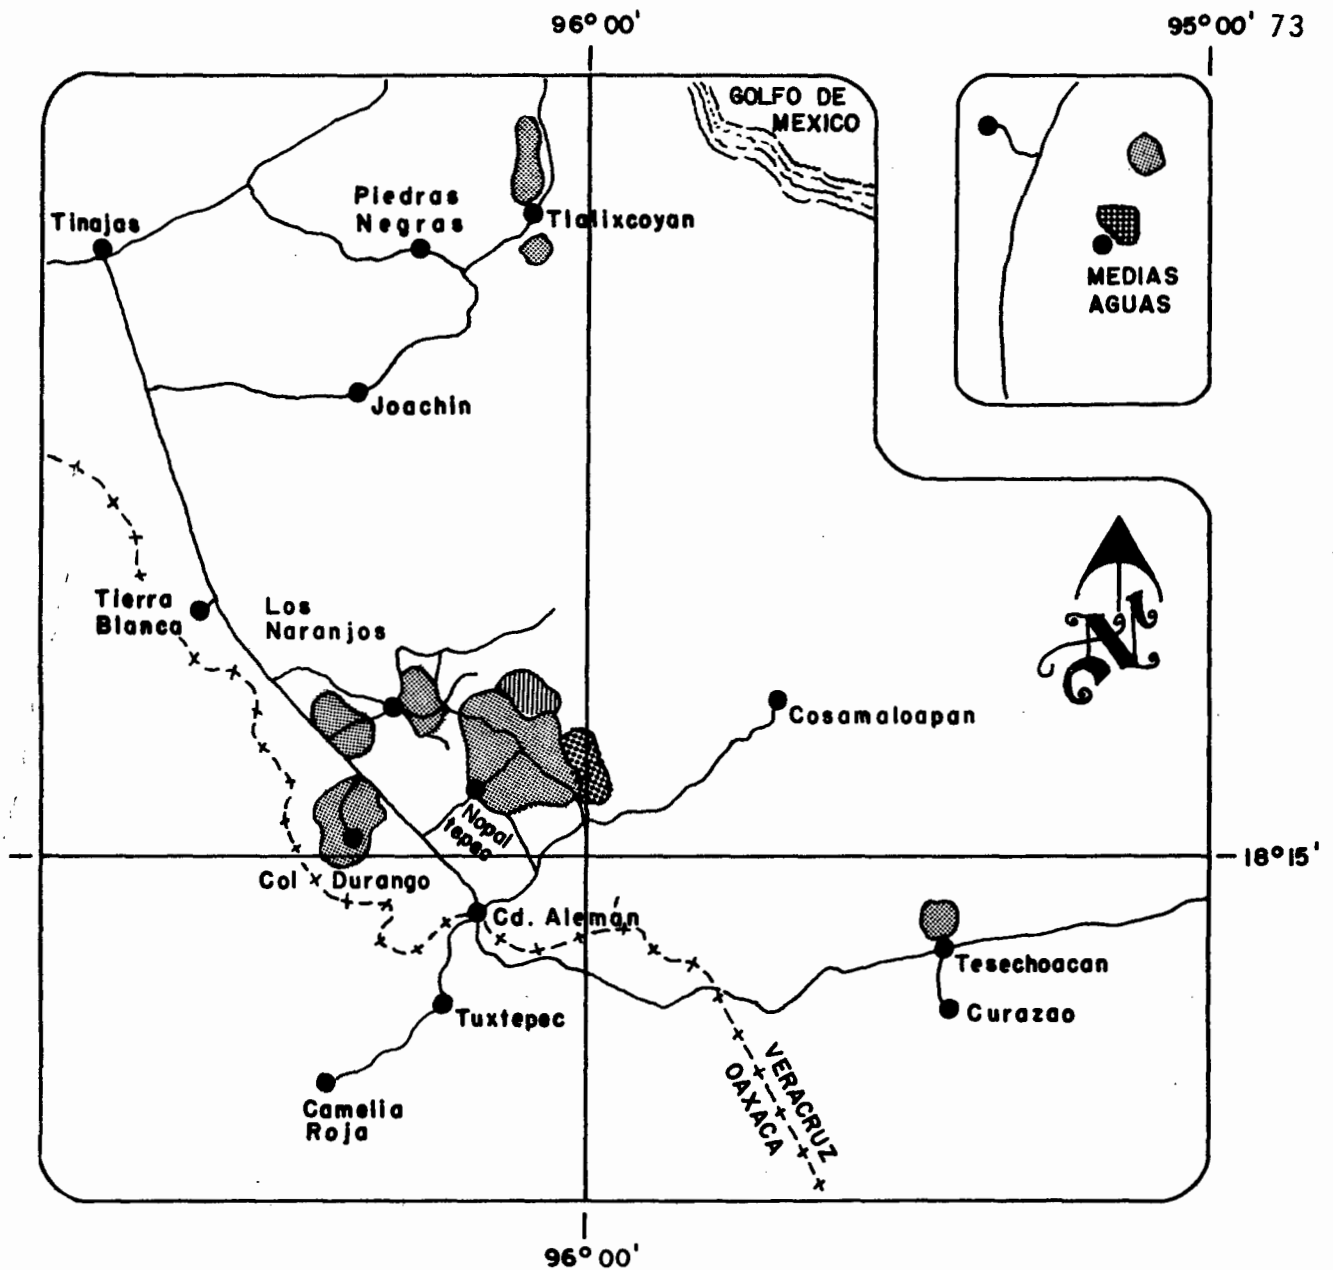 96° 00'
95° 00' 73
GOLFO DE
MEXICO
Piedras
Negras
Tinajas
Tlalixcoyan
MEDIAS
AGUAS
Joachin
Tierra
Blanca
Los
Naranjos
N
Cosamaloapan
Nopal
tepec
18° 15'
Col Durango
Cd. Alemán
Tesechoacan
Tuxtepec
Curazao
VERACRUZ
OAXACA
Camelia
Roja
96° 00'